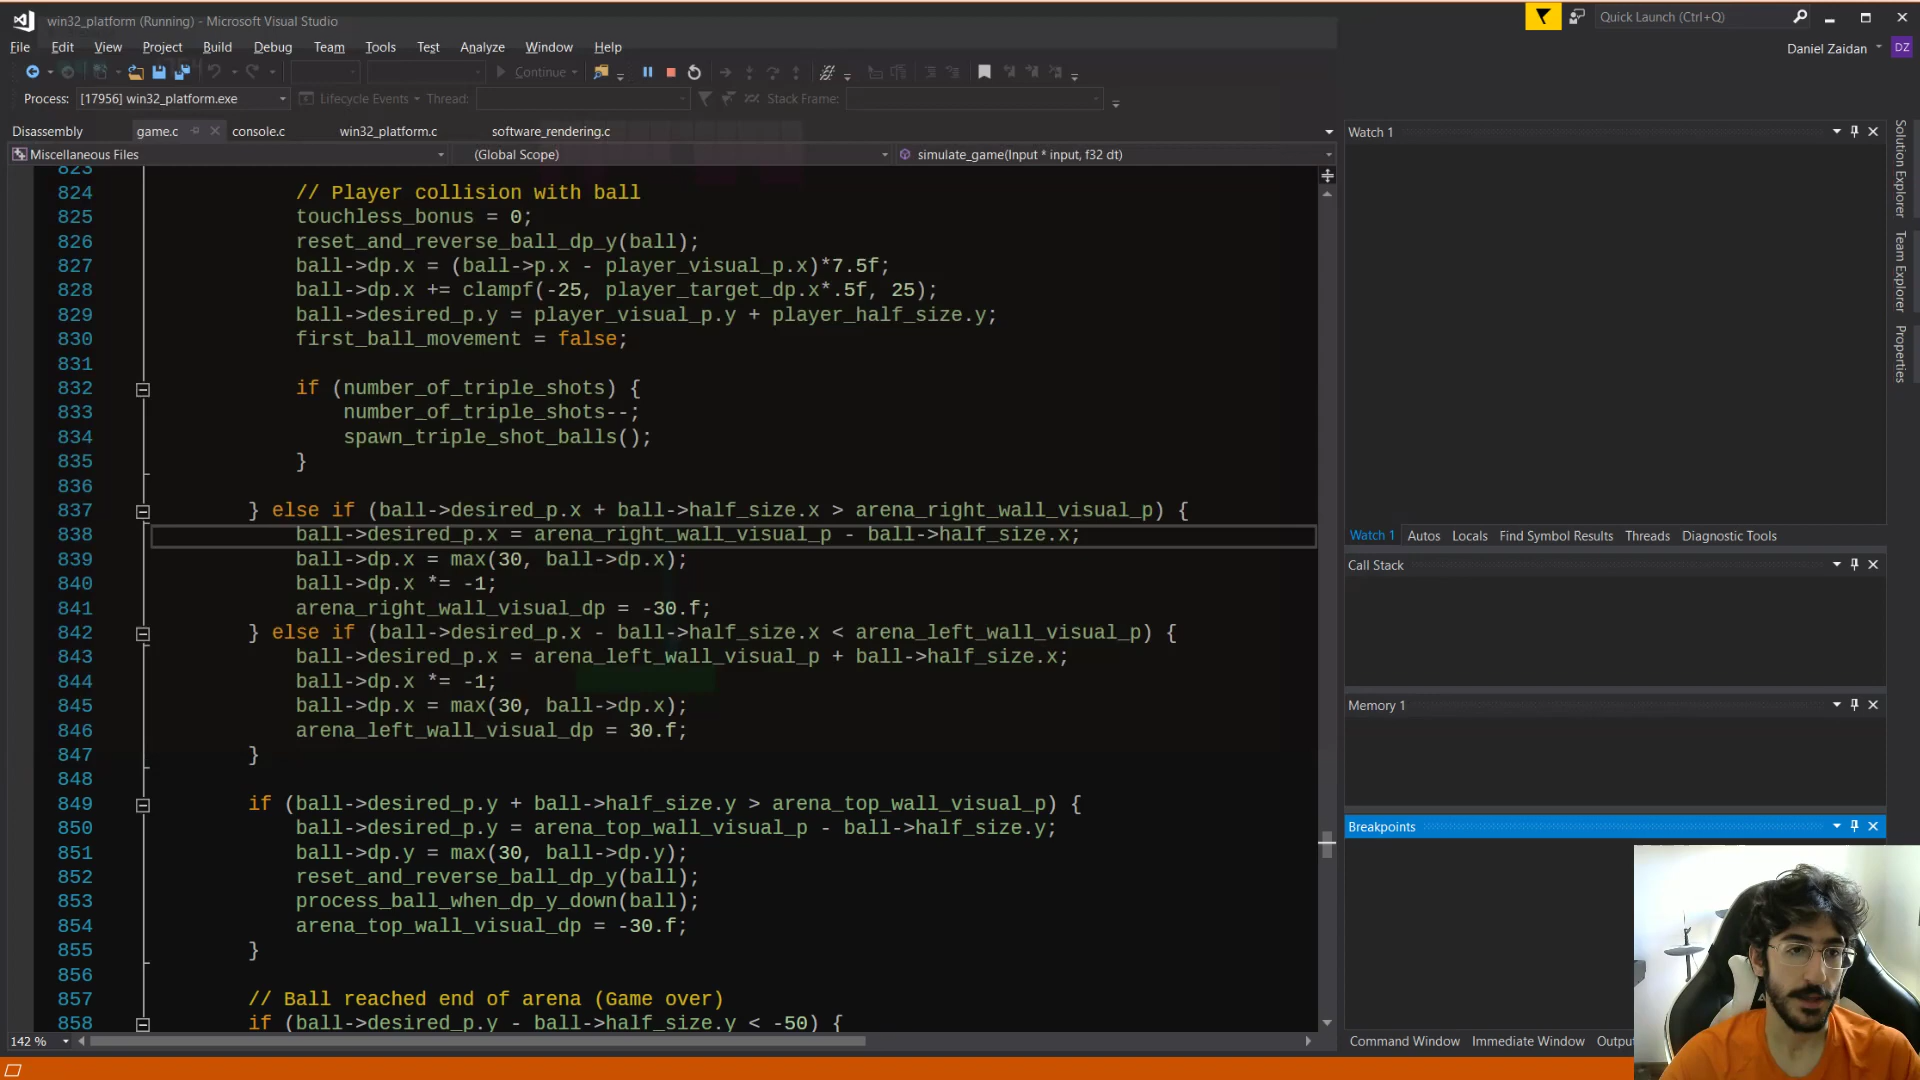 win32_platform (Running) - Microsoft Visual Studio
Quick Launch (Ctrl+Q)
File Edit View Project Build Debug Team Tools Test Analyze Window Help
Daniel Zaidan DZ
Continue
Process: [17956] win32_platform.exe Lifecycle Events Thread: Stack Frame:
Disassembly game.c console.c win32_platform.c software_rendering.c
Miscellaneous Files (Global Scope) simulate_game(Input * input, f32 dt)
823
824 // Player collision with ball
825 touchless_bonus = 0;
826 reset_and_reverse_ball_dp_y(ball);
827 ball->dp.x = (ball->p.x - player_visual_p.x)*7.5f;
828 ball->dp.x += clampf(-25, player_target_dp.x*.5f, 25);
829 ball->desired_p.y = player_visual_p.y + player_half_size.y;
830 first_ball_movement = false;
831
832 if (number_of_triple_shots) {
833 number_of_triple_shots--;
834 spawn_triple_shot_balls();
835 }
836
837 } else if (ball->desired_p.x + ball->half_size.x > arena_right_wall_visual_p) {
838 ball->desired_p.x = arena_right_wall_visual_p - ball->half_size.x;
839 ball->dp.x = max(30, ball->dp.x);
840 ball->dp.x *= -1;
841 arena_right_wall_visual_dp = -30.f;
842 } else if (ball->desired_p.x - ball->half_size.x < arena_left_wall_visual_p) {
843 ball->desired_p.x = arena_left_wall_visual_p + ball->half_size.x;
844 ball->dp.x *= -1;
845 ball->dp.x = max(30, ball->dp.x);
846 arena_left_wall_visual_dp = 30.f;
847 }
848
849 if (ball->desired_p.y + ball->half_size.y > arena_top_wall_visual_p) {
850 ball->desired_p.y = arena_top_wall_visual_p - ball->half_size.y;
851 ball->dp.y = max(30, ball->dp.y);
852 reset_and_reverse_ball_dp_y(ball);
853 process_ball_when_dp_y_down(ball);
854 arena_top_wall_visual_dp = -30.f;
855 }
856
857 // Ball reached end of arena (Game over)
858 if (ball->desired_p.y - ball->half_size.y < -50) {
142 %
Watch 1
Watch 1 Autos Locals Find Symbol Results Threads Diagnostic Tools
Call Stack
Memory 1
Breakpoints
Command Window Immediate Window Outpu
Solution Explorer
Team Explorer
Properties